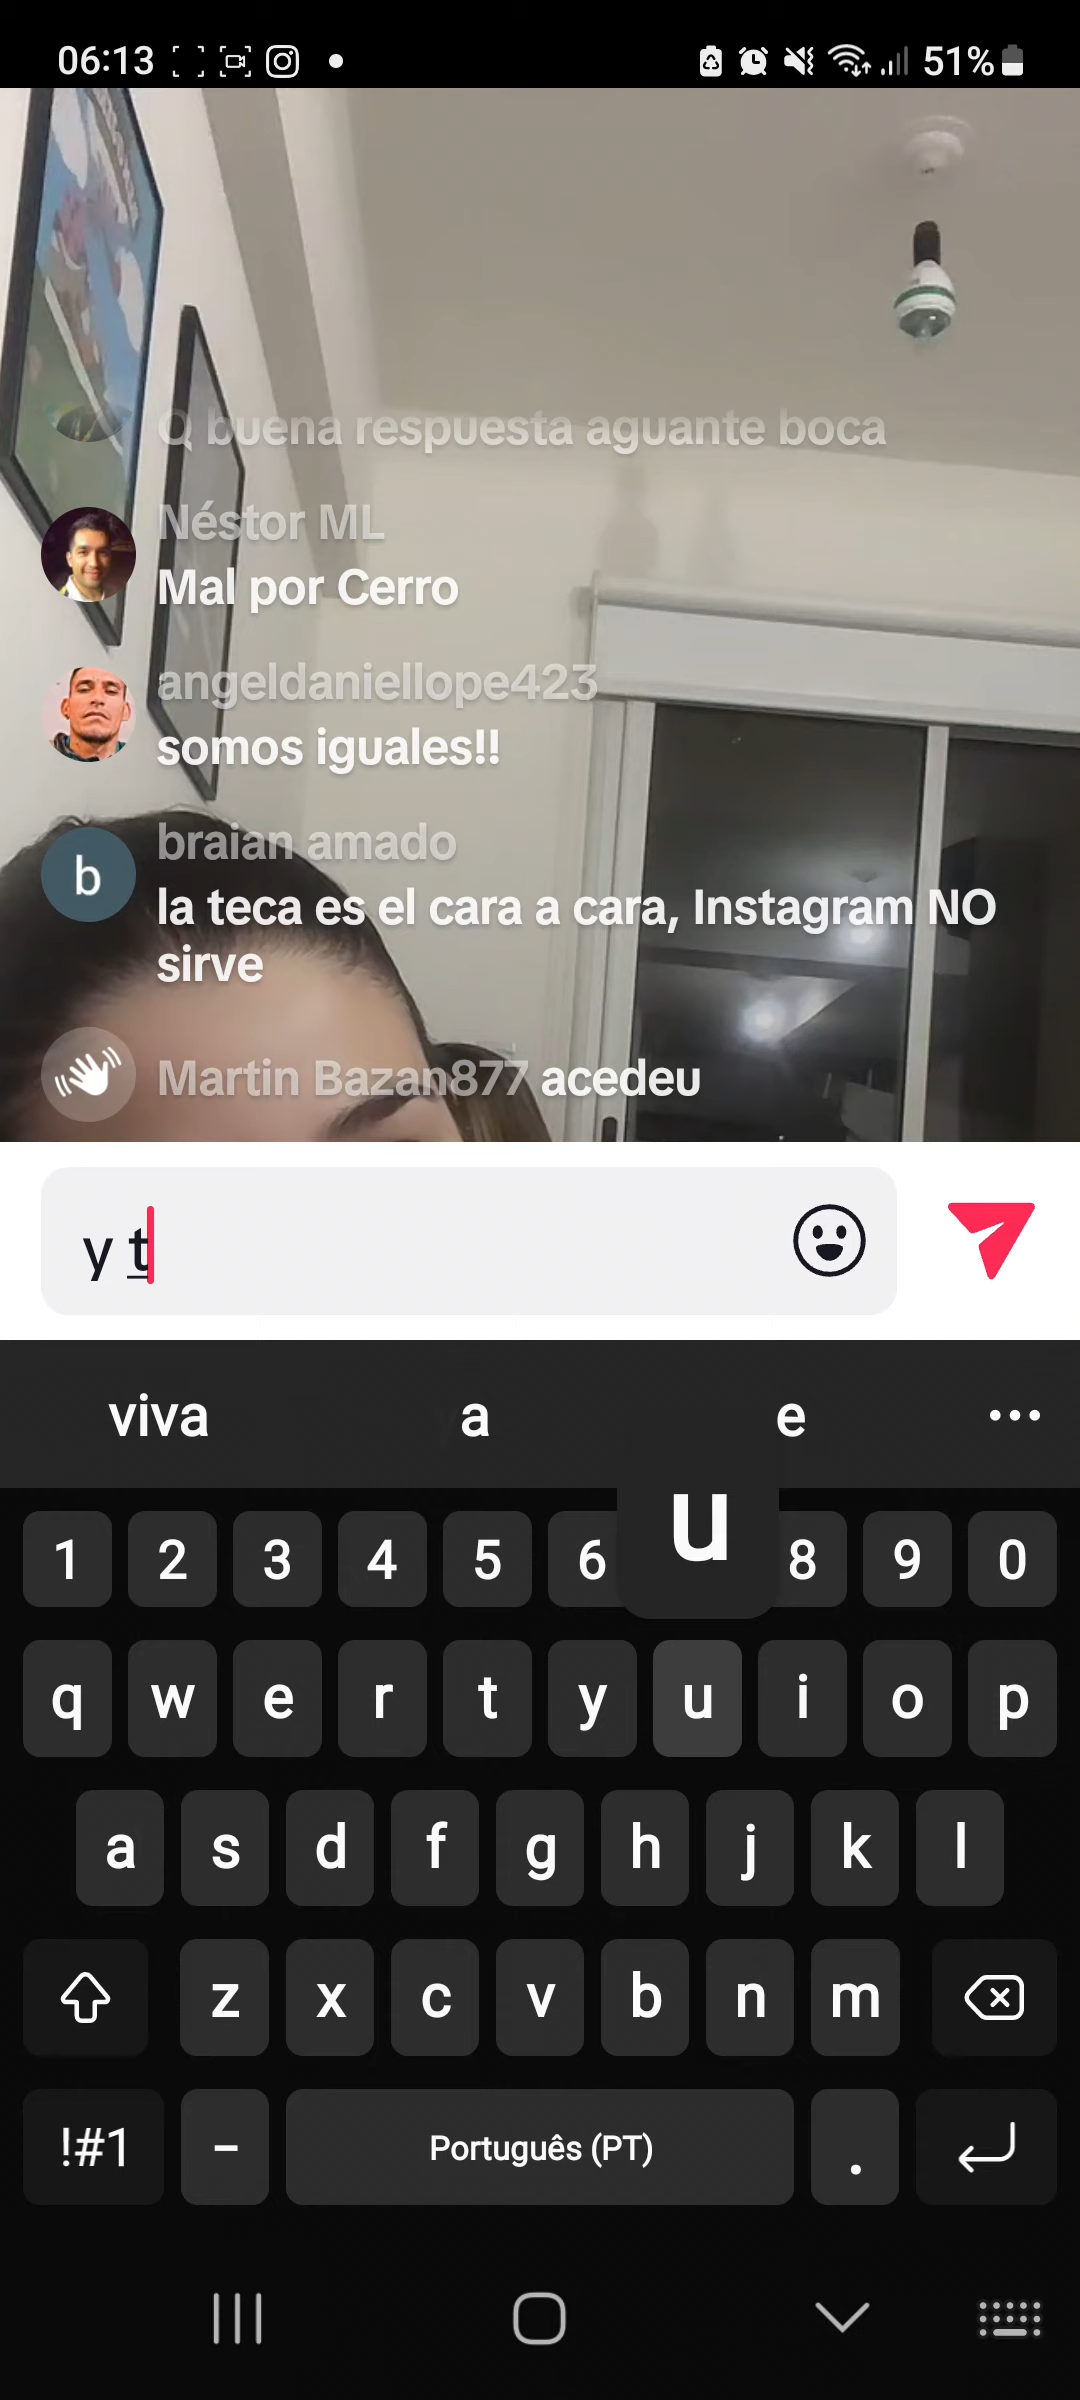 06:13
51%
Q buena respuesta aguante boca
Néstor ML
Mal por Cerro
angeldaniellope423
somos iguales!!
b
braian amado
la teca es el cara a cara, Instagram NO
sirve
Martin Bazan877 acedeu
y t
viva a e
u
1 2 3 4 5 6 8 9 0
q w e r t y u i o p
a s d f g h j k l
z x c v b n m
!#1 - Português (PT) .